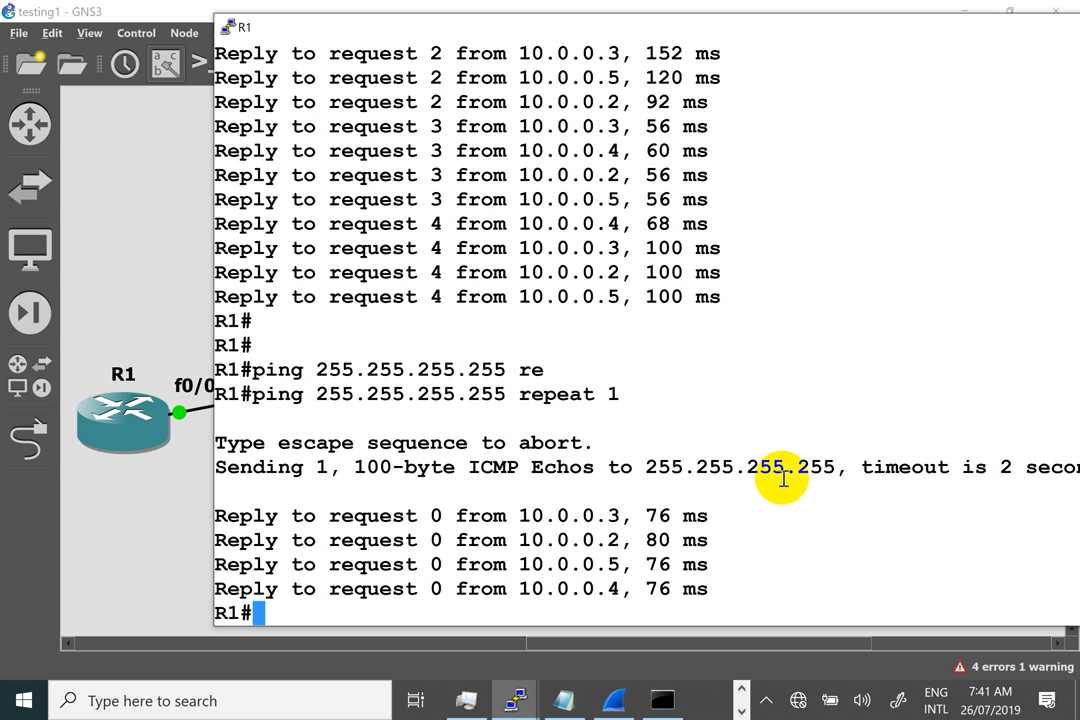 testing1 - GNS3
File Edit View Control Node
R1
Reply to request 2 from 10.0.0.3, 152 ms
Reply to request 2 from 10.0.0.5, 120 ms
Reply to request 2 from 10.0.0.2, 92 ms
Reply to request 3 from 10.0.0.3, 56 ms
Reply to request 3 from 10.0.0.4, 60 ms
Reply to request 3 from 10.0.0.2, 56 ms
Reply to request 3 from 10.0.0.5, 56 ms
Reply to request 4 from 10.0.0.4, 68 ms
Reply to request 4 from 10.0.0.3, 100 ms
Reply to request 4 from 10.0.0.2, 100 ms
Reply to request 4 from 10.0.0.5, 100 ms
R1#
R1#
R1#ping 255.255.255.255 re
R1#ping 255.255.255.255 repeat 1
Type escape sequence to abort.
Sending 1, 100-byte ICMP Echos to 255.255.255.255, timeout is 2 secon
Reply to request 0 from 10.0.0.3, 76 ms
Reply to request 0 from 10.0.0.2, 80 ms
Reply to request 0 from 10.0.0.5, 76 ms
Reply to request 0 from 10.0.0.4, 76 ms
R1#
R1
f0/0
4 errors 1 warning
Type here to search
ENG
INTL
7:41 AM
26/07/2019